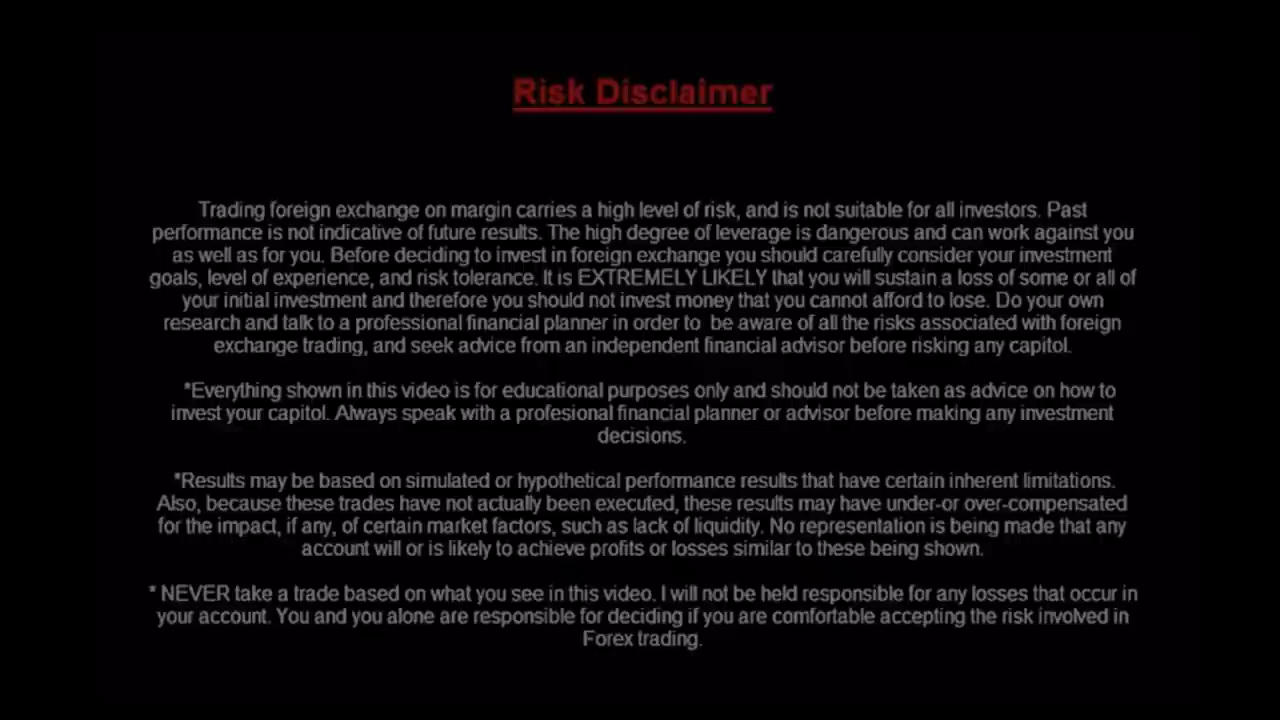 Risk Disclaimer
Trading foreign exchange on margin carries a high level of risk, and is not suitable for all investors. Past
performance is not indicative of future results. The high degree of leverage is dangerous and can work against you
as well as for you. Before deciding to invest in foreign exchange you should carefully consider your investment
goals, level of experience, and risk tolerance. It is EXTREMELY LIKELY that you will sustain a loss of some or all of
your initial investment and therefore you should not invest money that you cannot afford to lose. Do your own
research and talk to a professional financial planner in order to  be aware of all the risks associated with foreign
exchange trading, and seek advice from an independent financial advisor before risking any capitol.
*Everything shown in this video is for educational purposes only and should not be taken as advice on how to
invest your capitol. Always speak with a profesional financial planner or advisor before making any investment
decisions.
*Results may be based on simulated or hypothetical performance results that have certain inherent limitations.
Also, because these trades have not actually been executed, these results may have under-or over-compensated
for the impact, if any, of certain market factors, such as lack of liquidity. No representation is being made that any
account will or is likely to achieve profits or losses similar to these being shown.
* NEVER take a trade based on what you see in this video. I will not be held responsible for any losses that occur in
your account. You and you alone are responsible for deciding if you are comfortable accepting the risk involved in
Forex trading.